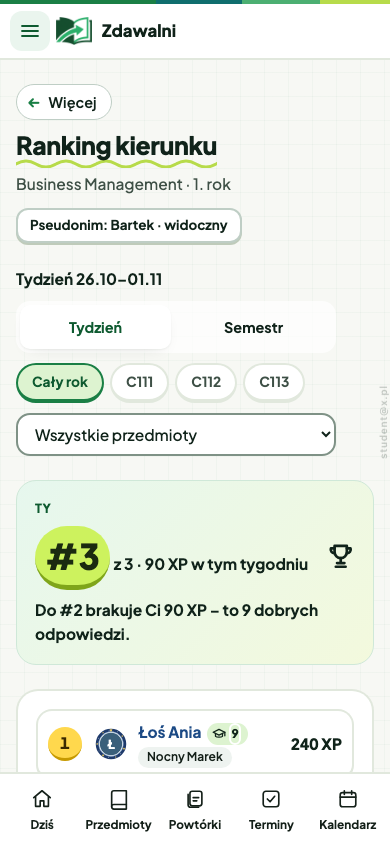 Zdawalni
Więcej
Ranking kierunku
Business Management · 1. rok
Pseudonim: Bartek · widoczny
Tydzień 26.10–01.11
Tydzień Semestr
Cały rok C111 C112 C113
Wszystkie przedmioty
student@x.pl
TY
#3 z 3 · 90 XP w tym tygodniu
Do #2 brakuje Ci 90 XP – to 9 dobrych
odpowiedzi.
1 Ł Łoś Ania 9 240 XP
Nocny Marek
Dziś Przedmioty Powtórki Terminy Kalendarz